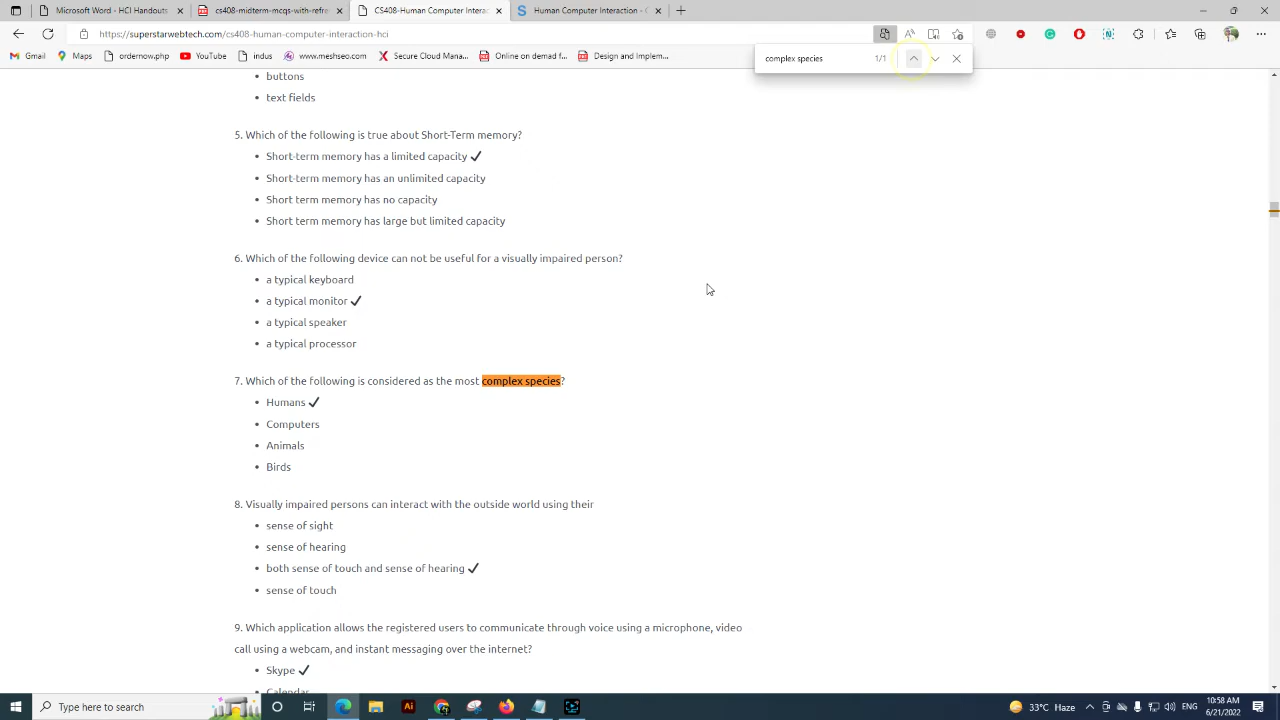 Microsoft Word - HCI Handouts
cs408-midterm-with-refre
CS408-Human Computer Interact
Human Computer Interaction - C
https://superstarwebtech.com/cs408-human-computer-interaction-hci
Gmail
Maps
ordernow.php
YouTube
indus
www.meshseo.com
Secure Cloud Mana...
Online on demad f...
Design and Implem...
complex species
1/1
buttons
text fields
5. Which of the following is true about Short-Term memory?
Short-term memory has a limited capacity ✓
Short-term memory has an unlimited capacity
Short term memory has no capacity
Short term memory has large but limited capacity
6. Which of the following device can not be useful for a visually impaired person?
a typical keyboard
a typical monitor ✓
a typical speaker
a typical processor
7. Which of the following is considered as the most complex species?
Humans ✓
Computers
Animals
Birds
8. Visually impaired persons can interact with the outside world using their
sense of sight
sense of hearing
both sense of touch and sense of hearing ✓
sense of touch
9. Which application allows the registered users to communicate through voice using a microphone, video
call using a webcam, and instant messaging over the internet?
Skype ✓
Calendar
Type here to search
33°C Haze
ENG
10:58 AM
6/21/2022